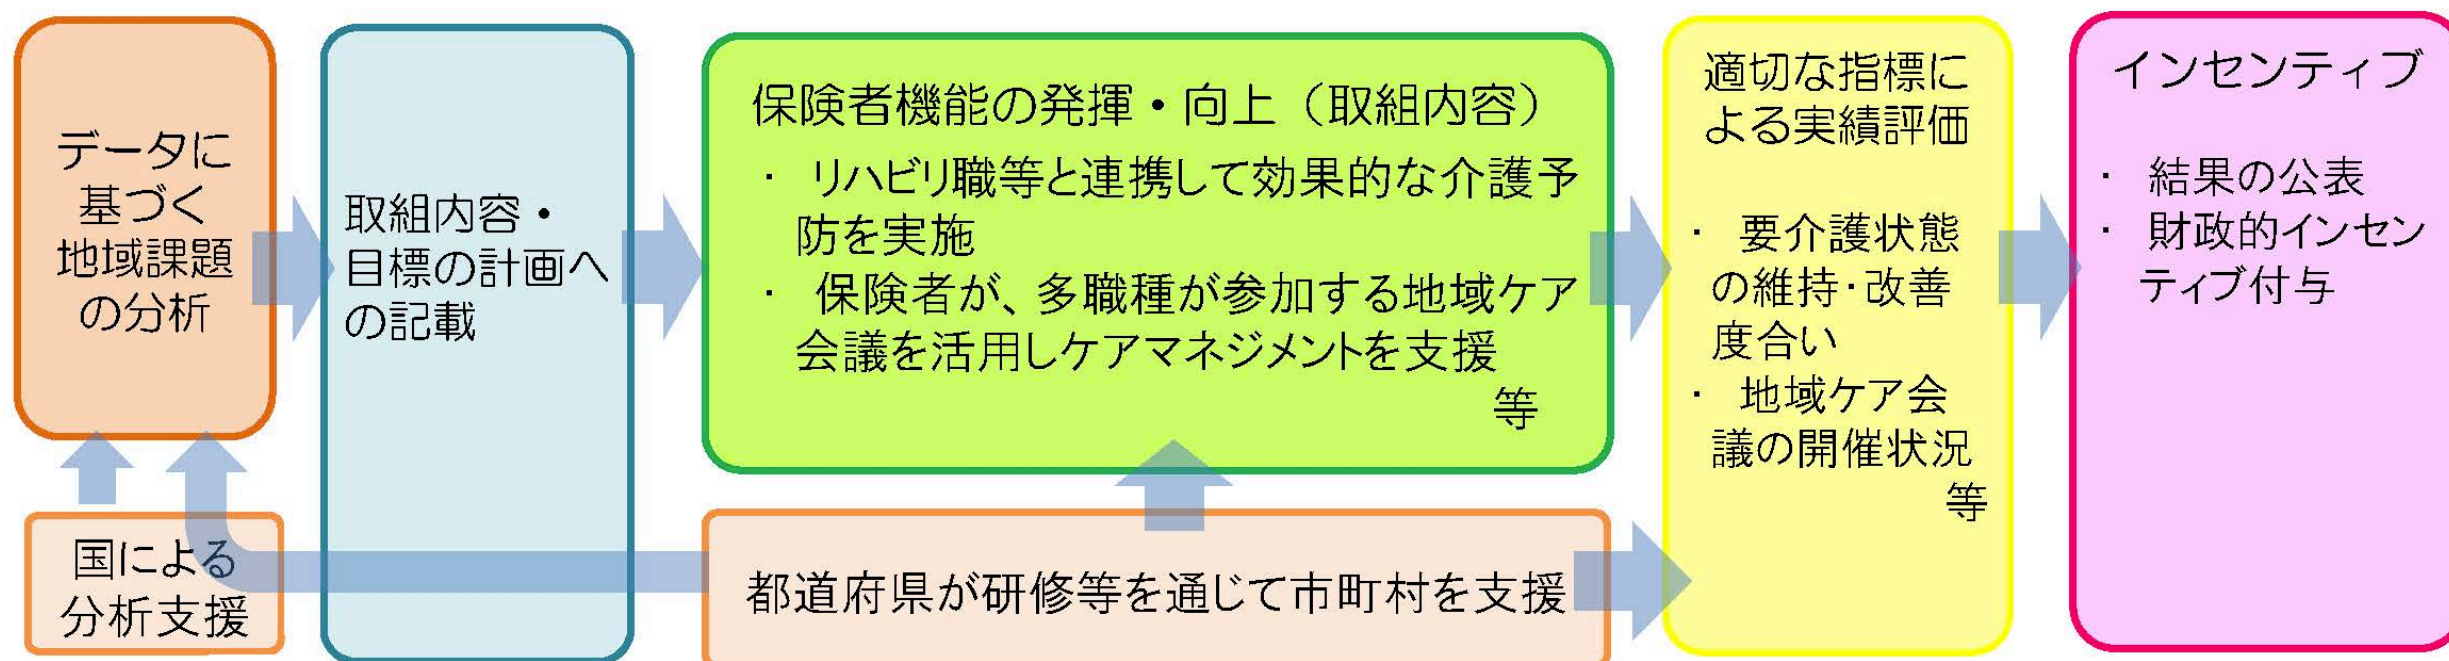 データに
基づく
地域課題
の分析
国による
分析支援
取組内容・
目標の計画へ
の記載
保険者機能の発揮・向上（取組内容）
・ リハビリ職等と連携して効果的な介護予
防を実施
・ 保険者が、多職種が参加する地域ケア
会議を活用しケアマネジメントを支援
等
都道府県が研修等を通じて市町村を支援
適切な指標に
よる実績評価
・ 要介護状態
の維持・改善
度合い
・ 地域ケア会
議の開催状況
等
インセンティブ
・ 結果の公表
・ 財政的インセン
ティブ付与